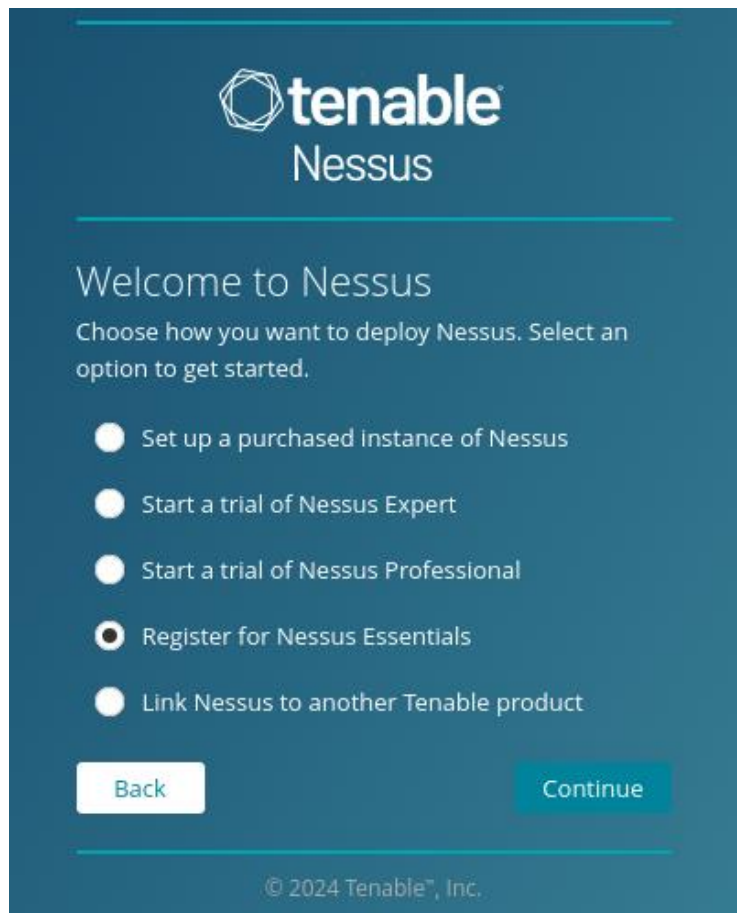 tenable
Nessus
Welcome to Nessus
Choose how you want to deploy Nessus. Select an
option to get started.
Set up a purchased instance of Nessus
Start a trial of Nessus Expert
Start a trial of Nessus Professional
Register for Nessus Essentials
Link Nessus to another Tenable product
Back
Continue
© 2024 Tenable™, Inc.